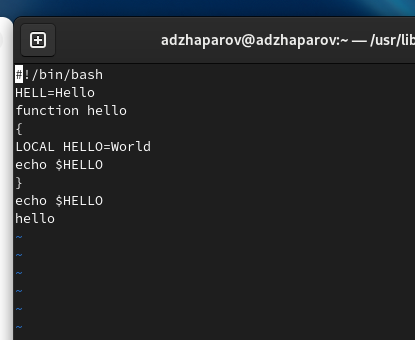 adzhaparov@adzhaparov:~ — /usr/lib
#!/bin/bash
HELL=Hello
function hello
{
LOCAL HELLO=World
echo $HELLO
}
echo $HELLO
hello
~
~
~
~
~
~